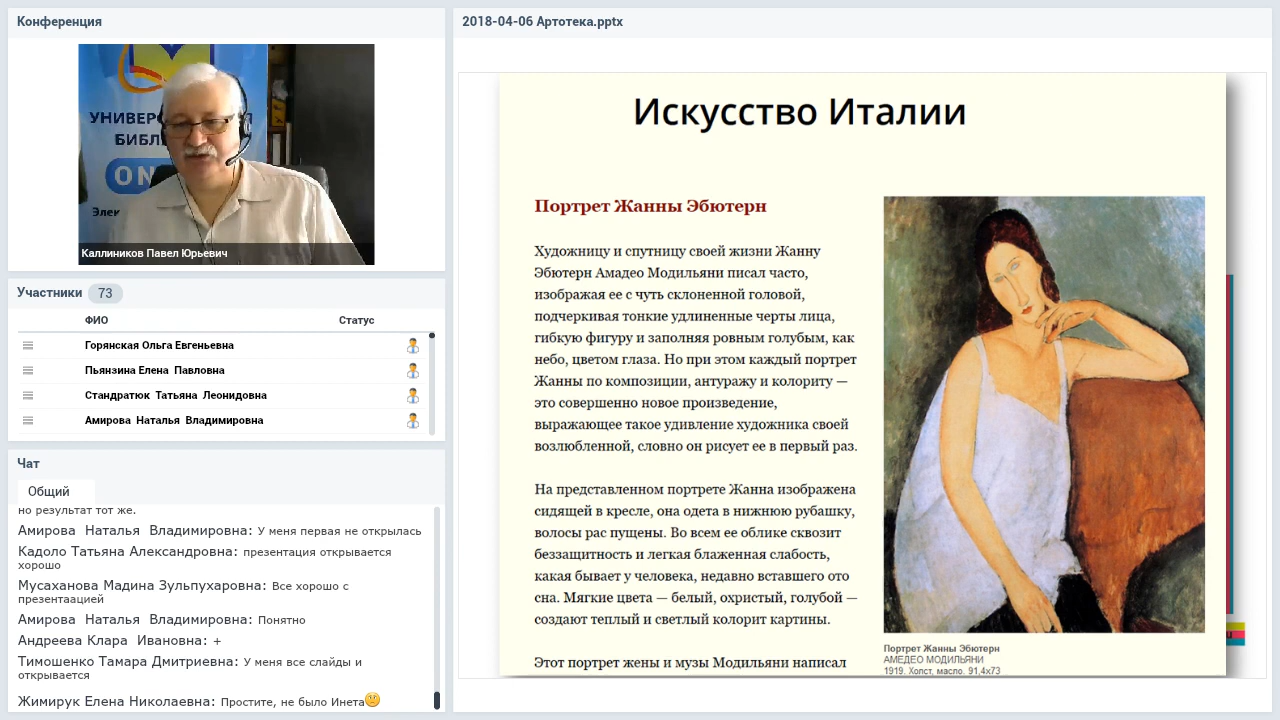 Конференция
УНИВЕР
БИБЛ
ON
Элек
Каллиников Павел Юрьевич
Участники 73
ФИО Статус
Горянская Ольга Евгеньевна
Пьянзина Елена Павловна
Стандратюк Татьяна Леонидовна
Амирова Наталья Владимировна
Чат
Общий
но результат тот же.
Амирова Наталья Владимировна: У меня первая не открылась
Кадоло Татьяна Александровна: презентация открывается
хорошо
Мусаханова Мадина Зульпухаровна: Все хорошо с
презентаацией
Амирова Наталья Владимировна: Понятно
Андреева Клара Ивановна: +
Тимошенко Тамара Дмитриевна: У меня все слайды и
открывается
Жимирук Елена Николаевна: Простите, не было Инета
2018-04-06 Артотека.pptx
Искусство Италии
Портрет Жанны Эбютерн
Художницу и спутницу своей жизни Жанну
Эбютерн Амадео Модильяни писал часто,
изображая ее с чуть склоненной головой,
подчеркивая тонкие удлиненные черты лица,
гибкую фигуру и заполняя ровным голубым, как
небо, цветом глаза. Но при этом каждый портрет
Жанны по композиции, антуражу и колориту —
это совершенно новое произведение,
выражающее такое удивление художника своей
возлюбленной, словно он рисует ее в первый раз.
На представленном портрете Жанна изображена
сидящей в кресле, она одета в нижнюю рубашку,
волосы рас пущены. Во всем ее облике сквозит
беззащитность и легкая блаженная слабость,
какая бывает у человека, недавно вставшего ото
сна. Мягкие цвета — белый, охристый, голубой —
создают теплый и светлый колорит картины.
Этот портрет жены и музы Модильяни написал
Портрет Жанны Эбютерн
АМЕДЕО МОДИЛЬЯНИ
1919. Холст, масло. 91,4х73